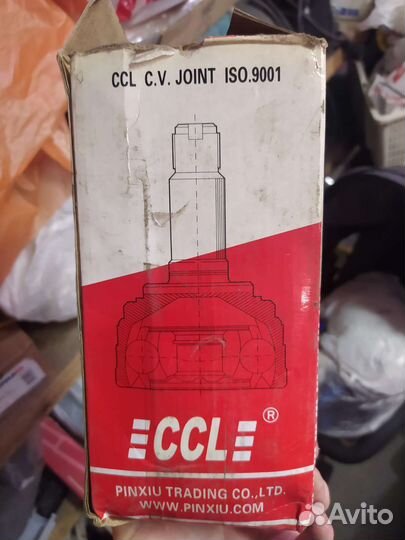 CCL C.V. JOINT ISO.9001
CCL ®
PINXIU TRADING CO.,LTD.
WWW.PINXIU.COM
Avito